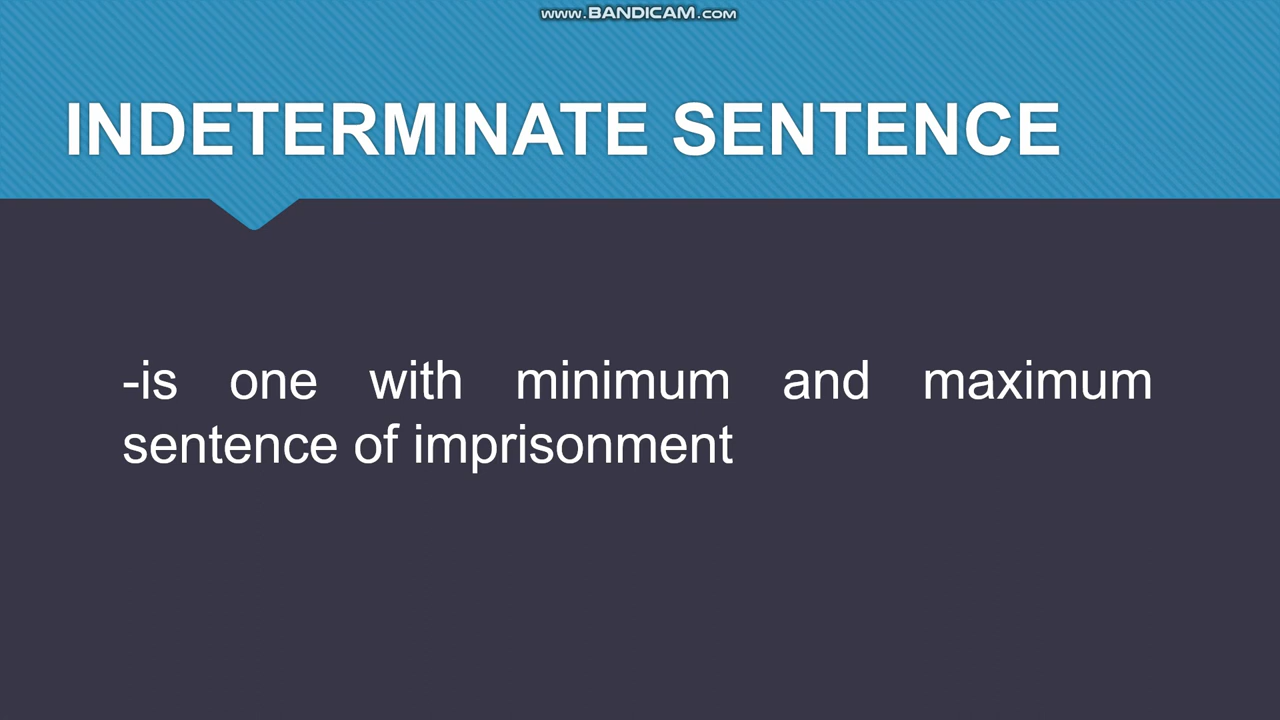 www.BANDICAM.com
INDETERMINATE SENTENCE
-is one with minimum and maximum
sentence of imprisonment